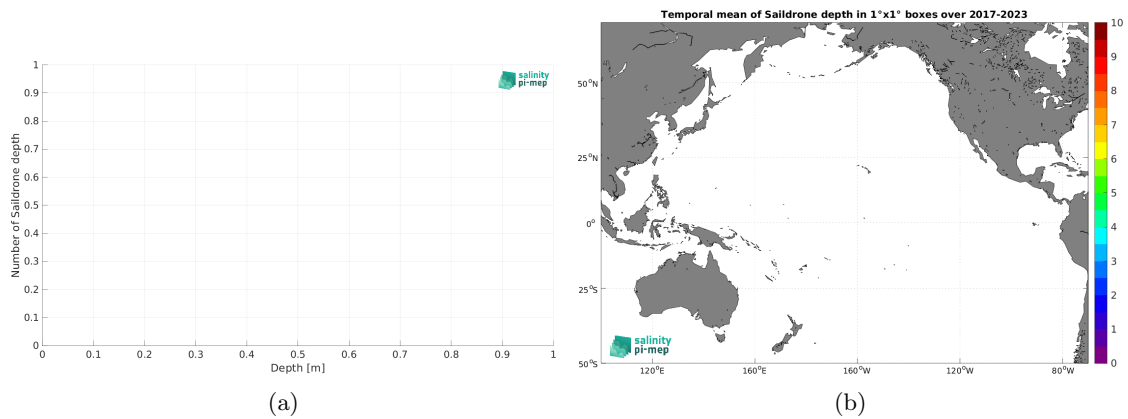 Number of Saildrone depth
1
0.9
0.8
0.7
0.6
0.5
0.4
0.3
0.2
0.1
0
0 0.1 0.2 0.3 0.4 0.5 0.6 0.7 0.8 0.9 1
Depth [m]
salinity
pi-mep
(a)
Temporal mean of Saildrone depth in 1°x1° boxes over 2017-2023
50°N
25°N
0°
25°S
50°S
120°E 160°E 160°W 120°W 80°W
salinity
pi-mep
10
9
8
7
6
5
4
3
2
1
0
(b)